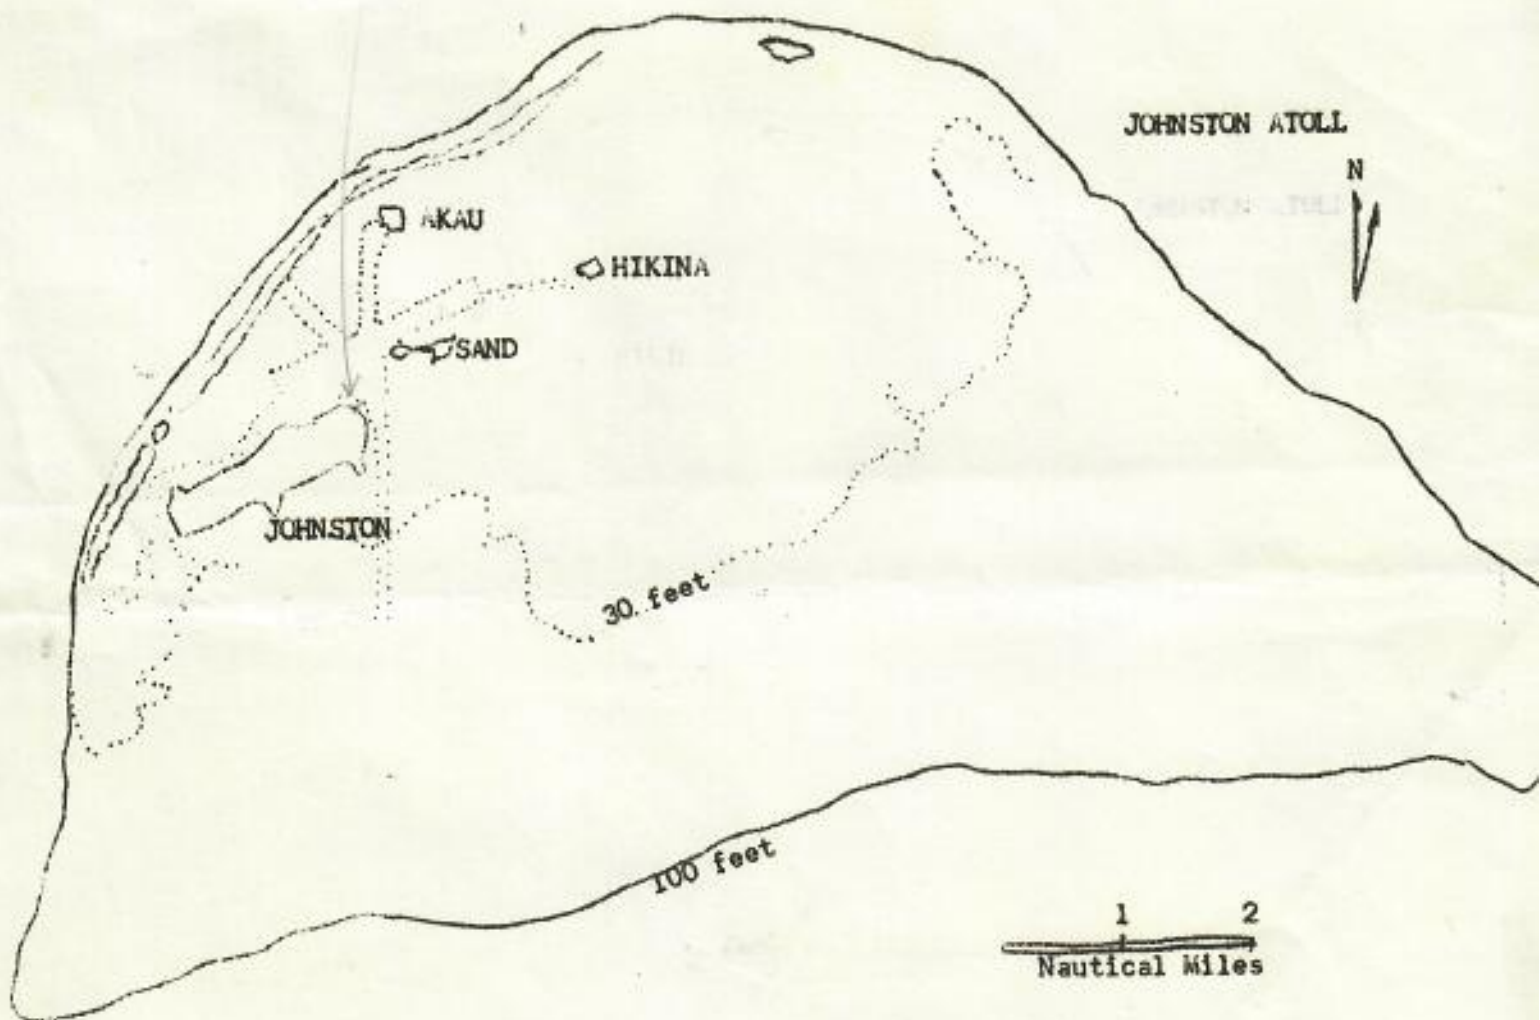 JOHNSTON ATOLL
N
AKAU
HIKINA
SAND
JOHNSTON
30 feet
100 feet
1 2
Nautical Miles